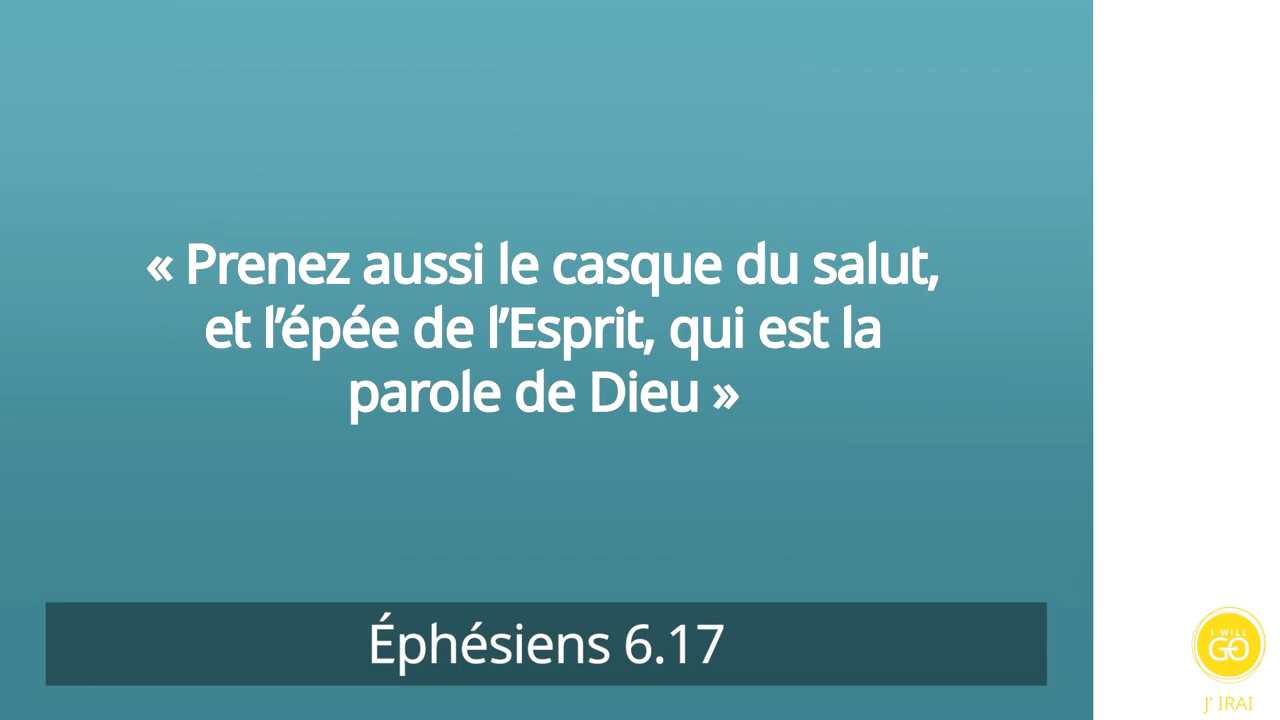 « Prenez aussi le casque du salut,
et l’épée de l’Esprit, qui est la
parole de Dieu »
Éphésiens 6.17
I WILL
GO
J’ IRAI